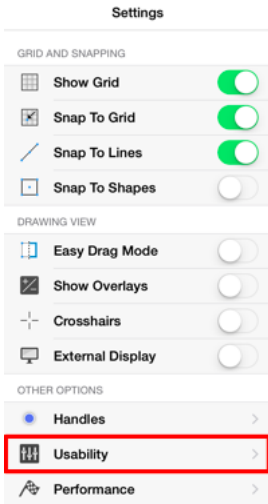 Settings
GRID AND SNAPPING
Show Grid
Snap To Grid
Snap To Lines
Snap To Shapes
DRAWING VIEW
Easy Drag Mode
Show Overlays
Crosshairs
External Display
OTHER OPTIONS
Handles
Usability
Performance